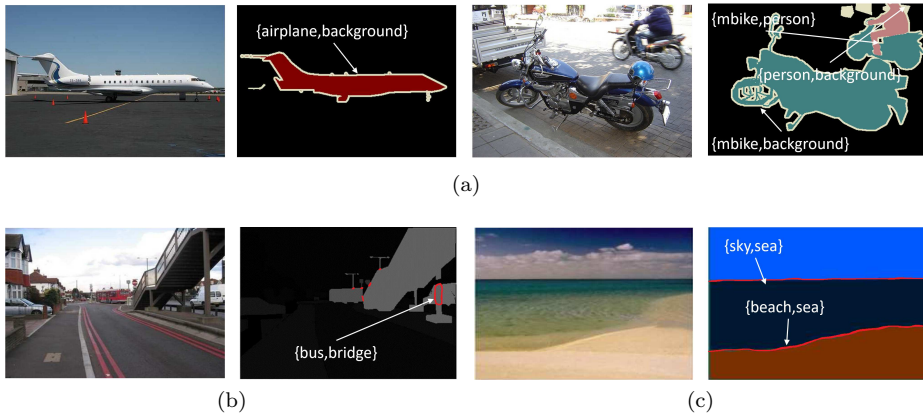 {airplane,background}
{mbike,person}
{person,background}
{mbike,background}
(a)
{bus,bridge}
{sky,sea}
{beach,sea}
(b)
(c)